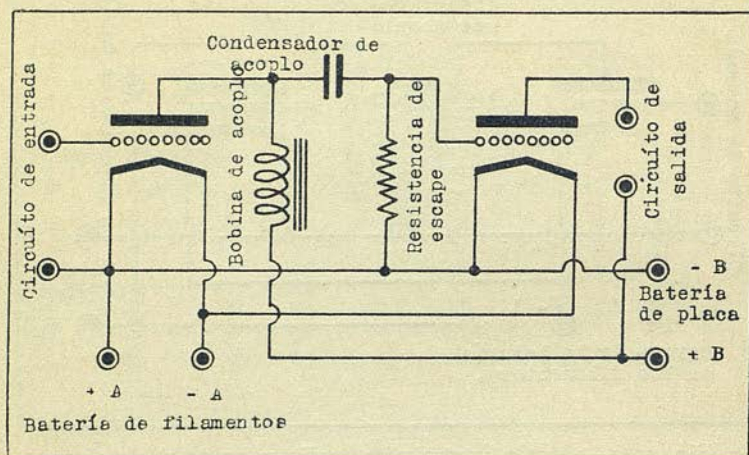 Condensador de
acoplo
Circuíto de entrada
Bobina de acoplo
Resistencia de
escape
Circuíto de
salida
- B
Batería
de placa
+ B
+ A
- A
Batería de filamentos